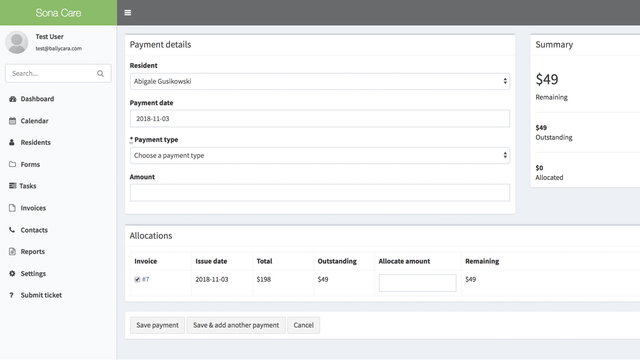 Sona Care
Test User
test@ballycara.com
Search...
Dashboard
Calendar
Residents
Forms
Tasks
Invoices
Contacts
Reports
Settings
? Submit ticket
Payment details
Resident
Abigale Gusikowski
Payment date
2018-11-03
* Payment type
Choose a payment type
Amount
Summary
$49
Remaining
$49
Outstanding
$0
Allocated
Allocations
Invoice Issue date Total Outstanding Allocate amount Remaining
#7 2018-11-03 $198 $49 $49
Save payment Save & add another payment Cancel